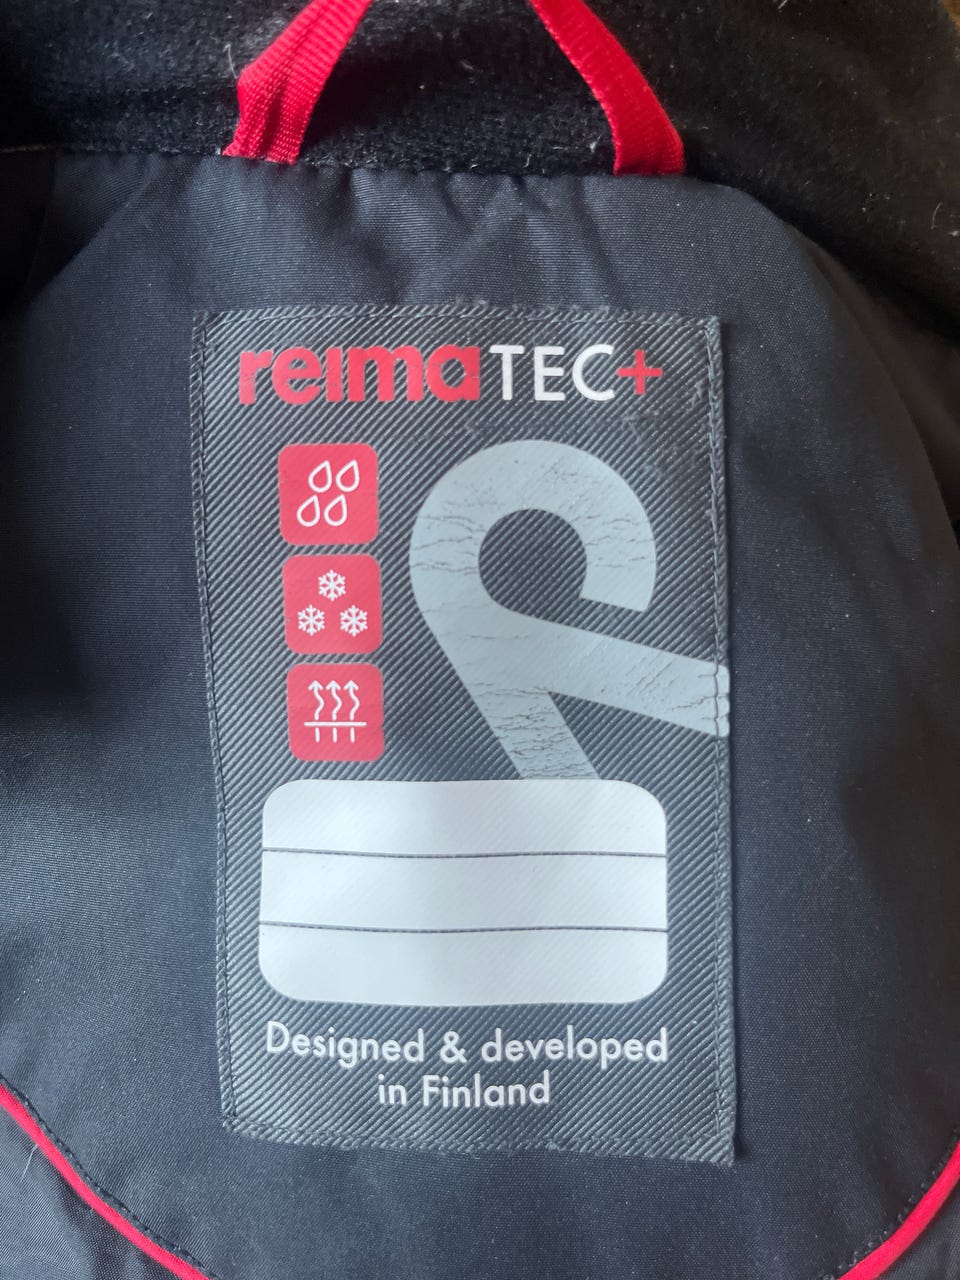 reimaTEC+
Designed & developed
in Finland